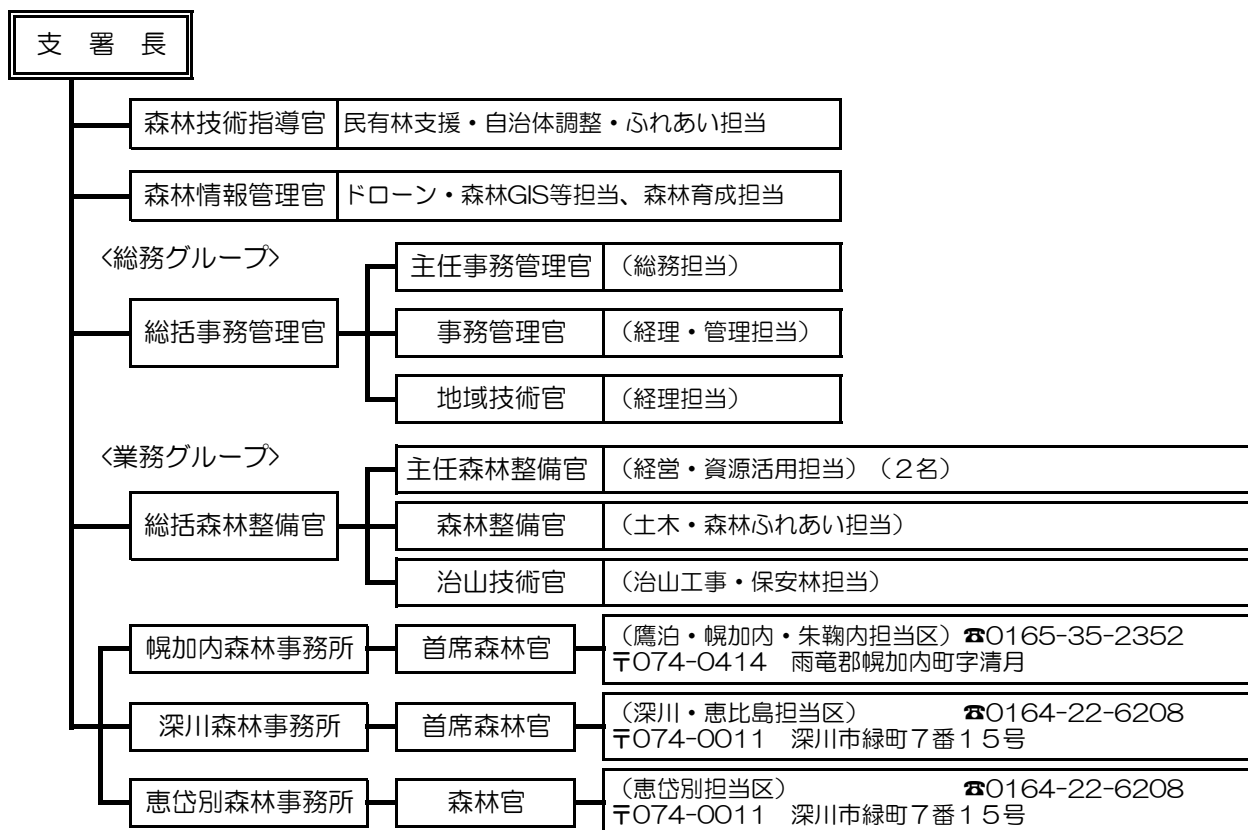 支 署 長
森林技術指導官 民有林支援・自治体調整・ふれあい担当
森林情報管理官 ドローン・森林GIS等担当、森林育成担当
<総務グループ>
主任事務管理官 （総務担当）
総括事務管理官 事務管理官 （経理・管理担当）
地域技術官 （経理担当）
<業務グループ>
主任森林整備官 （経営・資源活用担当）（２名）
総括森林整備官 森林整備官 （土木・森林ふれあい担当）
治山技術官 （治山工事・保安林担当）
幌加内森林事務所 首席森林官 （鷹泊・幌加内・朱鞠内担当区）☎0165-35-2352
〒074-0414　雨竜郡幌加内町字清月
深川森林事務所 首席森林官 （深川・恵比島担当区） ☎0164-22-6208
〒074-0011　深川市緑町７番１５号
恵岱別森林事務所 森林官 （恵岱別担当区） ☎0164-22-6208
〒074-0011　深川市緑町７番１５号